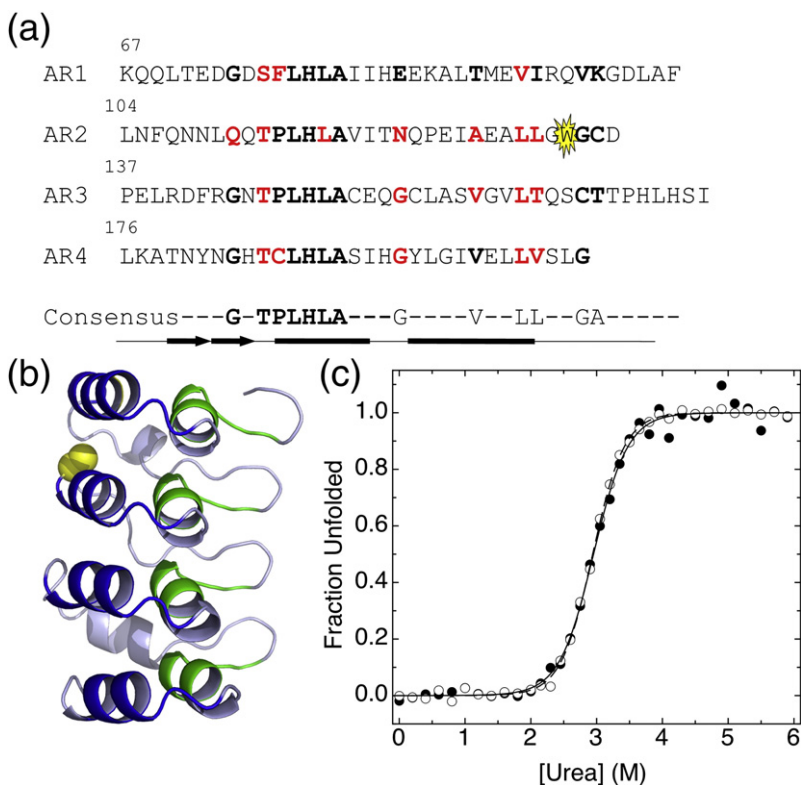 (a)
67
AR1 KQQLTEDGDSFLHLAIIHEEKALTMEVIRQVKGDLAF
104
AR2 LNFQNNLQQTPLHLAVITNQPEIAEALLGWGCD
137
AR3 PELRDFRGNTPLHLACEQGCLASVGVLTQSCTTPHLHSI
176
AR4 LKATNYNGHTCLHLASIHGYLGIVELLVSLG
Consensus---G-TPLHLA---G----V--LL--GA-----
(b)
(c)
Fraction Unfolded
1.0
0.8
0.6
0.4
0.2
0.0
0 1 2 3 4 5 6
[Urea] (M)